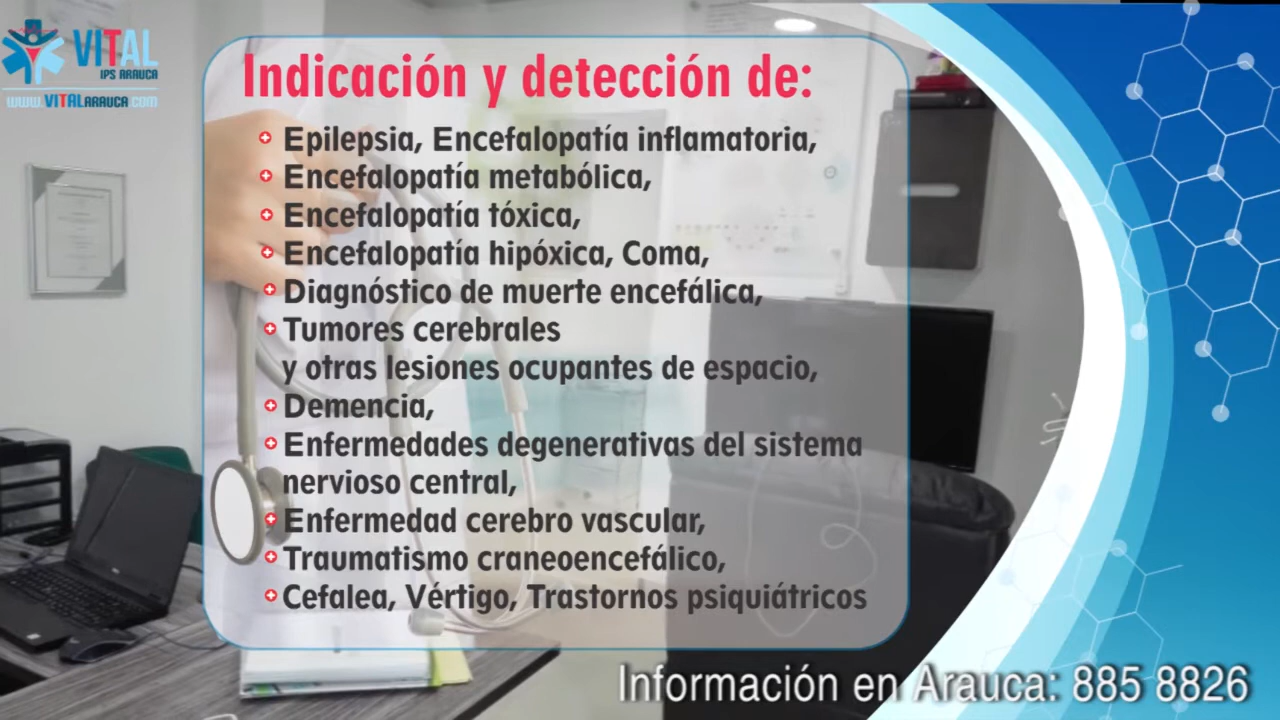 VITAL
IPS ARAUCA
www.VITALARAUCA.com
Indicación y detección de:
Epilepsia, Encefalopatía inflamatoria,
Encefalopatía metabólica,
Encefalopatía tóxica,
Encefalopatía hipóxica, Coma,
Diagnóstico de muerte encefálica,
Tumores cerebrales
y otras lesiones ocupantes de espacio,
Demencia,
Enfermedades degenerativas del sistema
nervioso central,
Enfermedad cerebro vascular,
Traumatismo craneoencefálico,
Cefalea, Vértigo, Trastornos psiquiátricos
Información en Arauca: 885 8826